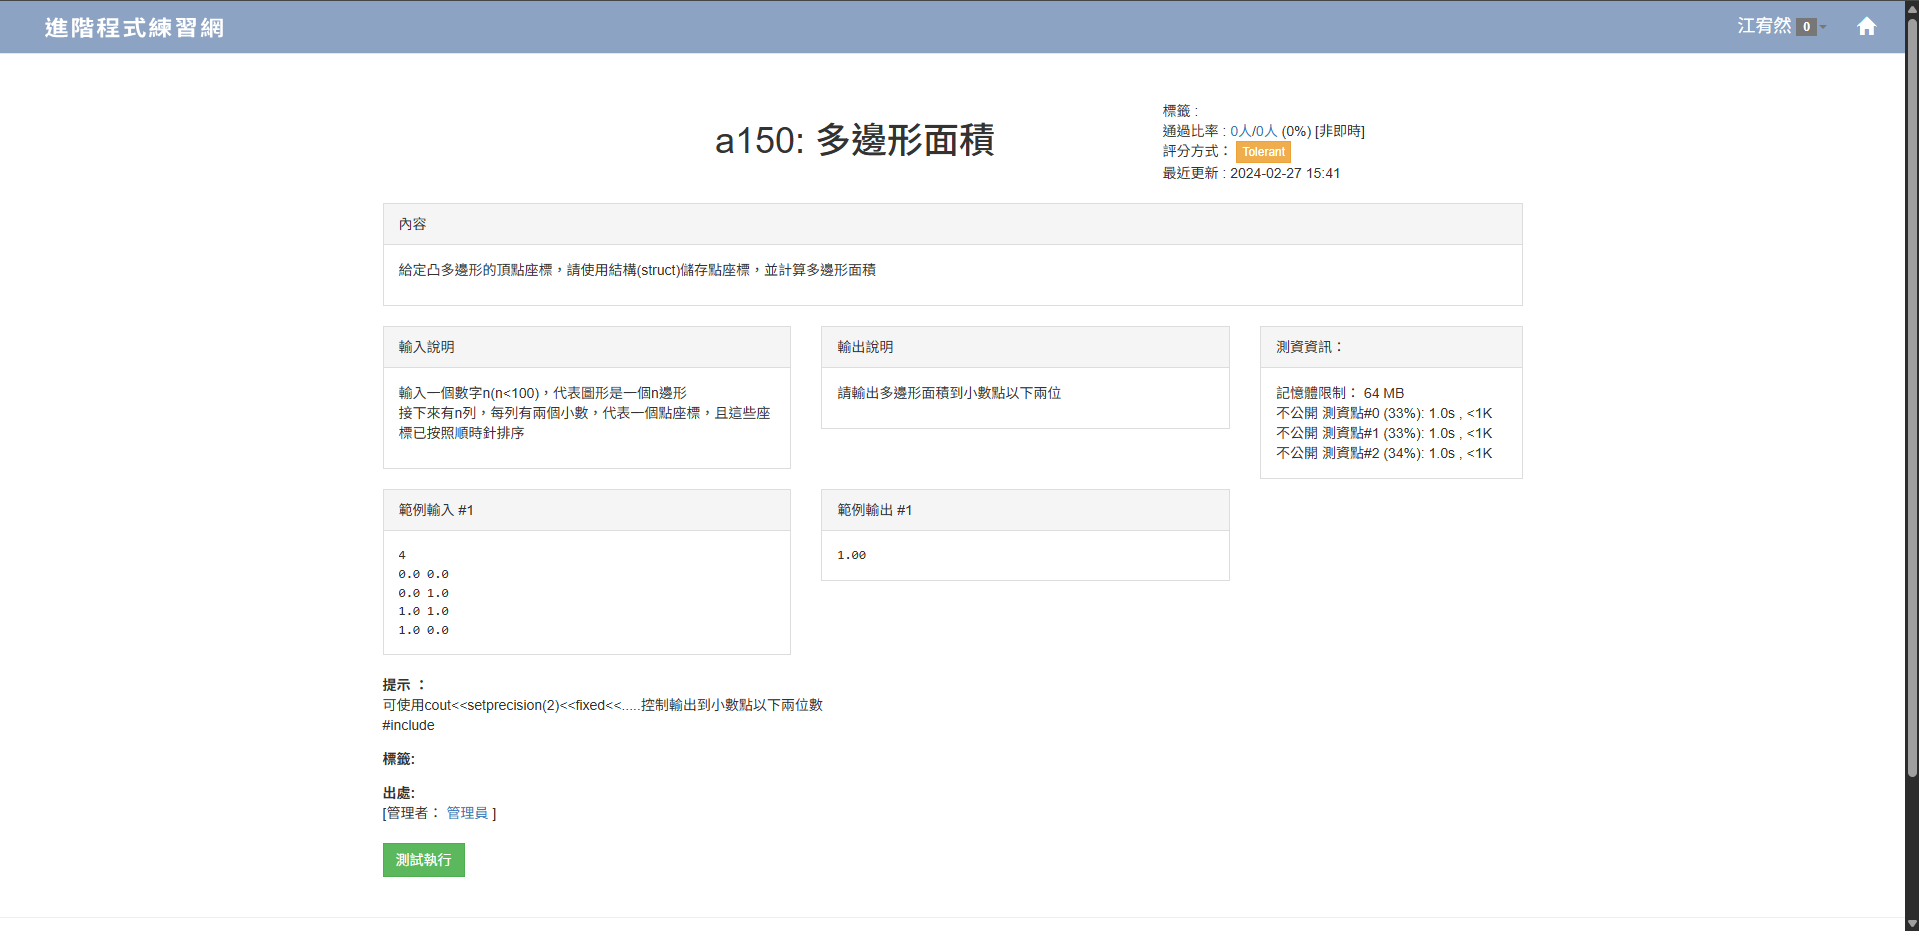 進階程式練習網
江宥然 0
a150: 多邊形面積
標籤 :
通過比率 : 0人/0人 (0%) [非即時]
評分方式： Tolerant
最近更新 : 2024-02-27 15:41
內容
給定凸多邊形的頂點座標，請使用結構(struct)儲存點座標，並計算多邊形面積
輸入說明
輸入一個數字n(n<100)，代表圖形是一個n邊形
接下來有n列，每列有兩個小數，代表一個點座標，且這些座
標已按照順時針排序
輸出說明
請輸出多邊形面積到小數點以下兩位
測資資訊：
記憶體限制： 64 MB
不公開 測資點#0 (33%): 1.0s , <1K
不公開 測資點#1 (33%): 1.0s , <1K
不公開 測資點#2 (34%): 1.0s , <1K
範例輸入 #1
4
0.0 0.0
0.0 1.0
1.0 1.0
1.0 0.0
範例輸出 #1
1.00
提示 ：
可使用cout<<setprecision(2)<<fixed<<.....控制輸出到小數點以下兩位數
#include
標籤:
出處:
[管理者： 管理員 ]
測試執行